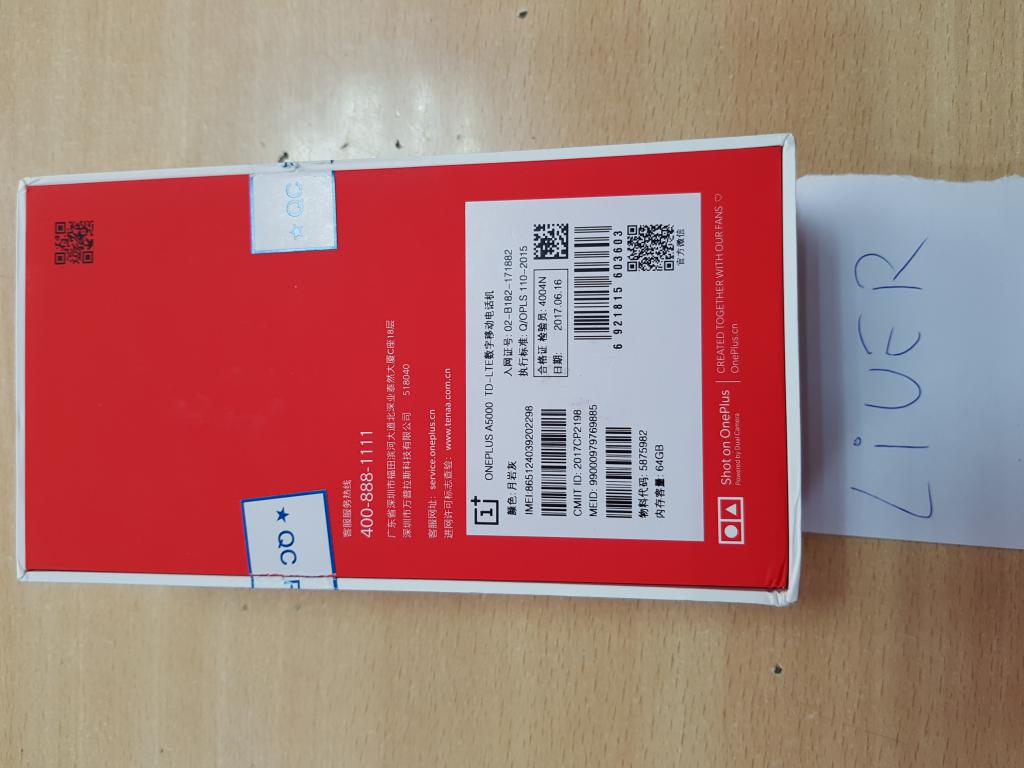 客服服务热线
400-888-1111
广东省深圳市福田滨河大道北深业泰然大厦C座18层
深圳市万普拉斯科技有限公司 518040
客服网址：service.oneplus.cn
进网许可标志查验：www.tenaa.com.cn
QC
QC
ONEPLUS A5000 TD-LTE数字移动电话机
颜色: 月岩灰
IMEI:865124039202298
CMIIT ID: 2017CP2198
MEID: 99000979769885
物料代码: 5875982
内存容量: 64GB
入网证号: 02-B182-171882
执行标准: Q/OPLS 110-2015
合格证 检验员: 4004N
日期: 2017.06.16
6 921815 603603
官方微信
Shot on OnePlus
Powered by Dual Camera
CREATED TOGETHER WITH OUR FANS ♡
OnePlus.cn
LiUER